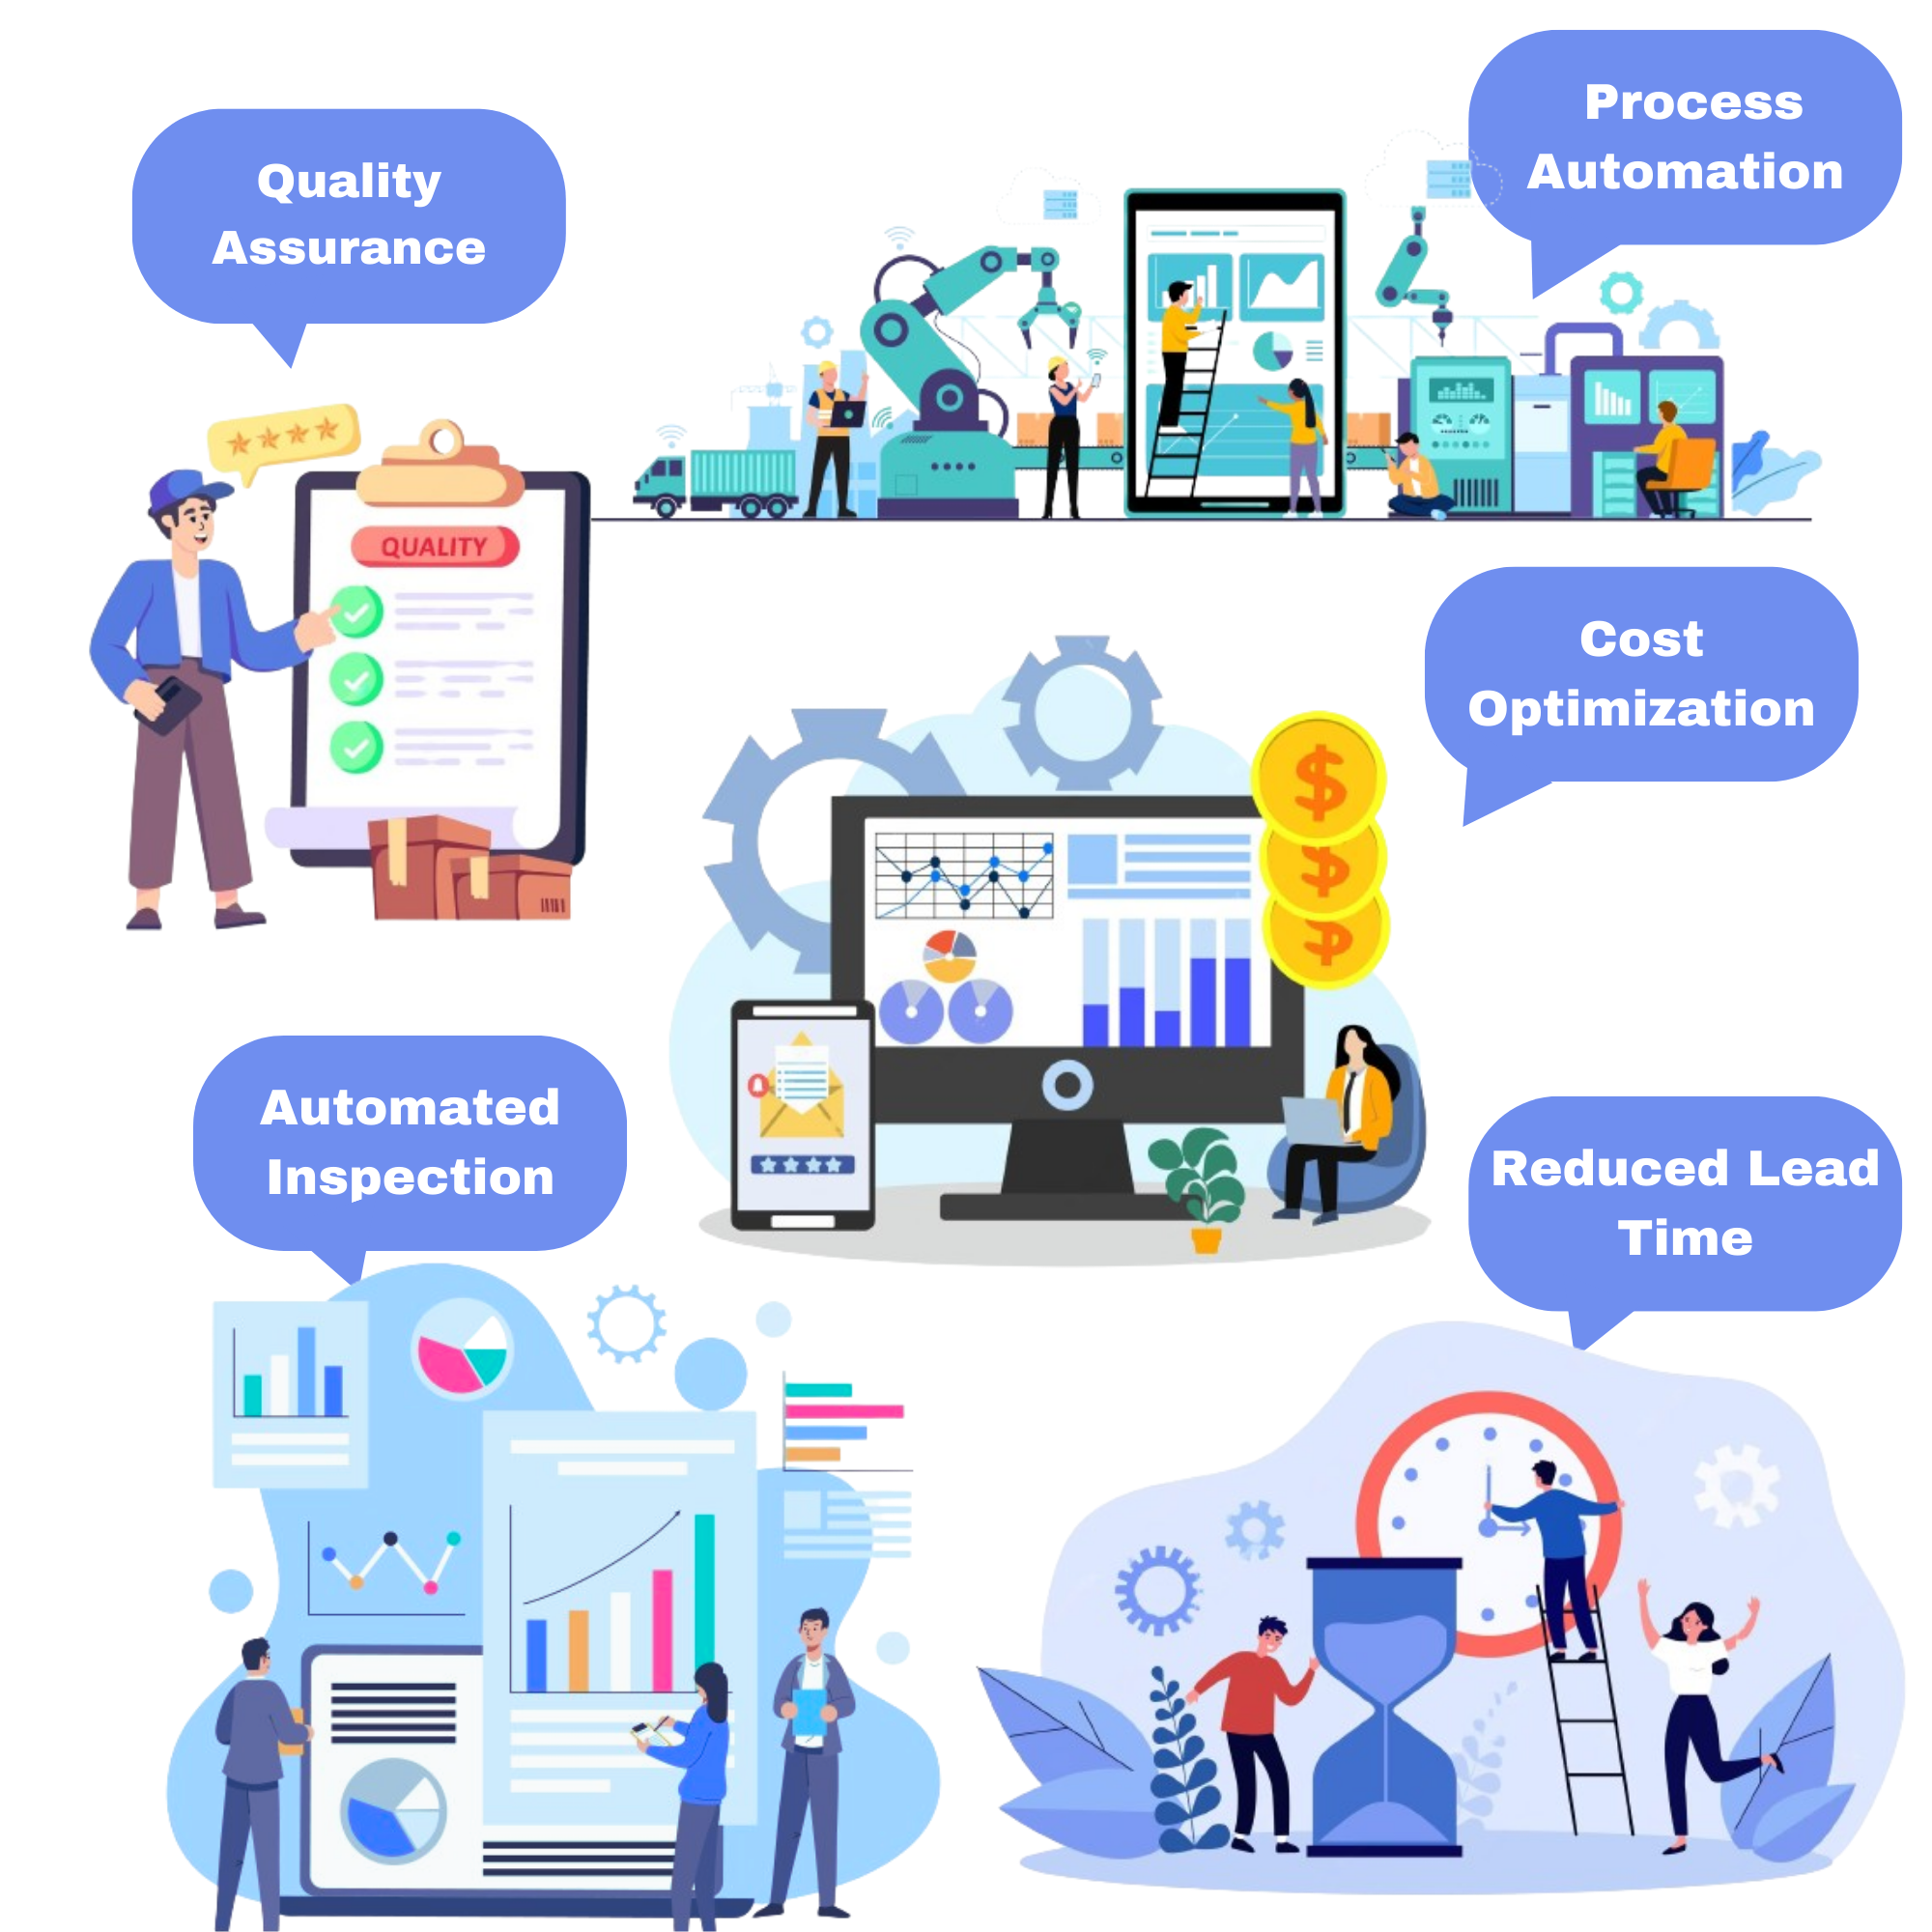 Process
Automation
Quality
Assurance
QUALITY
Cost
Optimization
$
$
$
Automated
Inspection
Reduced Lead
Time